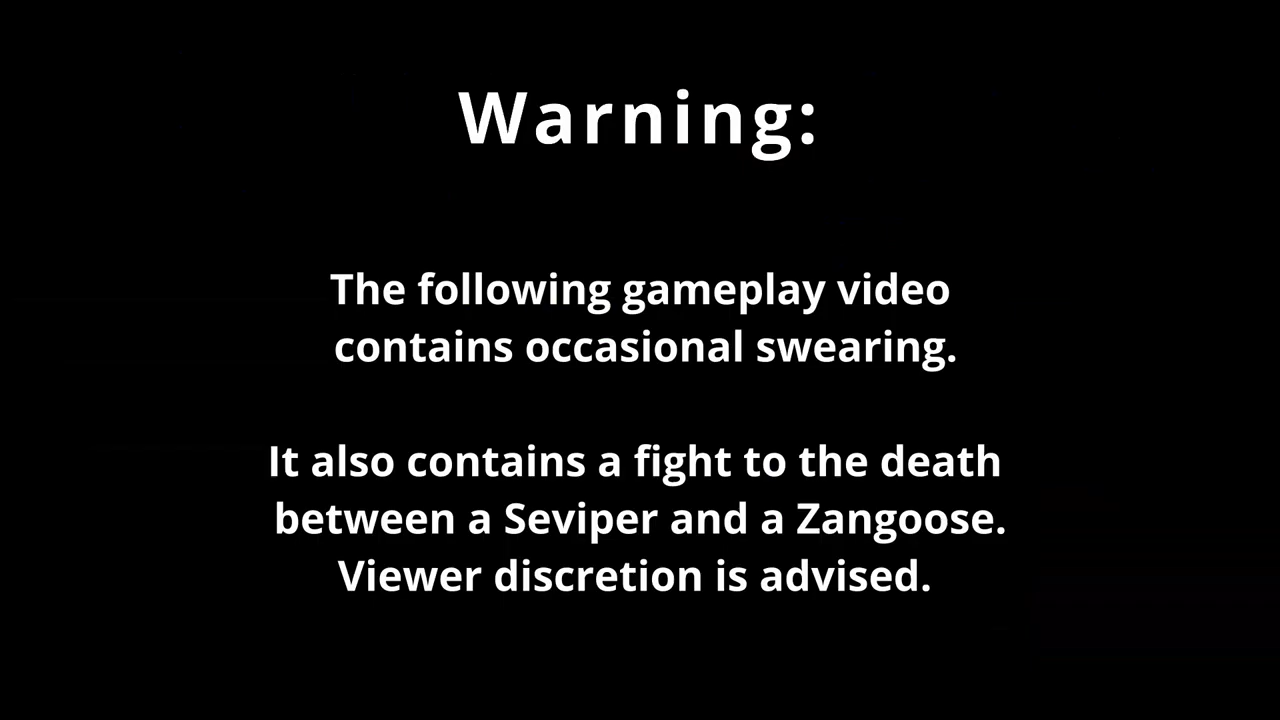 Warning:
The following gameplay video
contains occasional swearing.
It also contains a fight to the death
between a Seviper and a Zangoose.
Viewer discretion is advised.